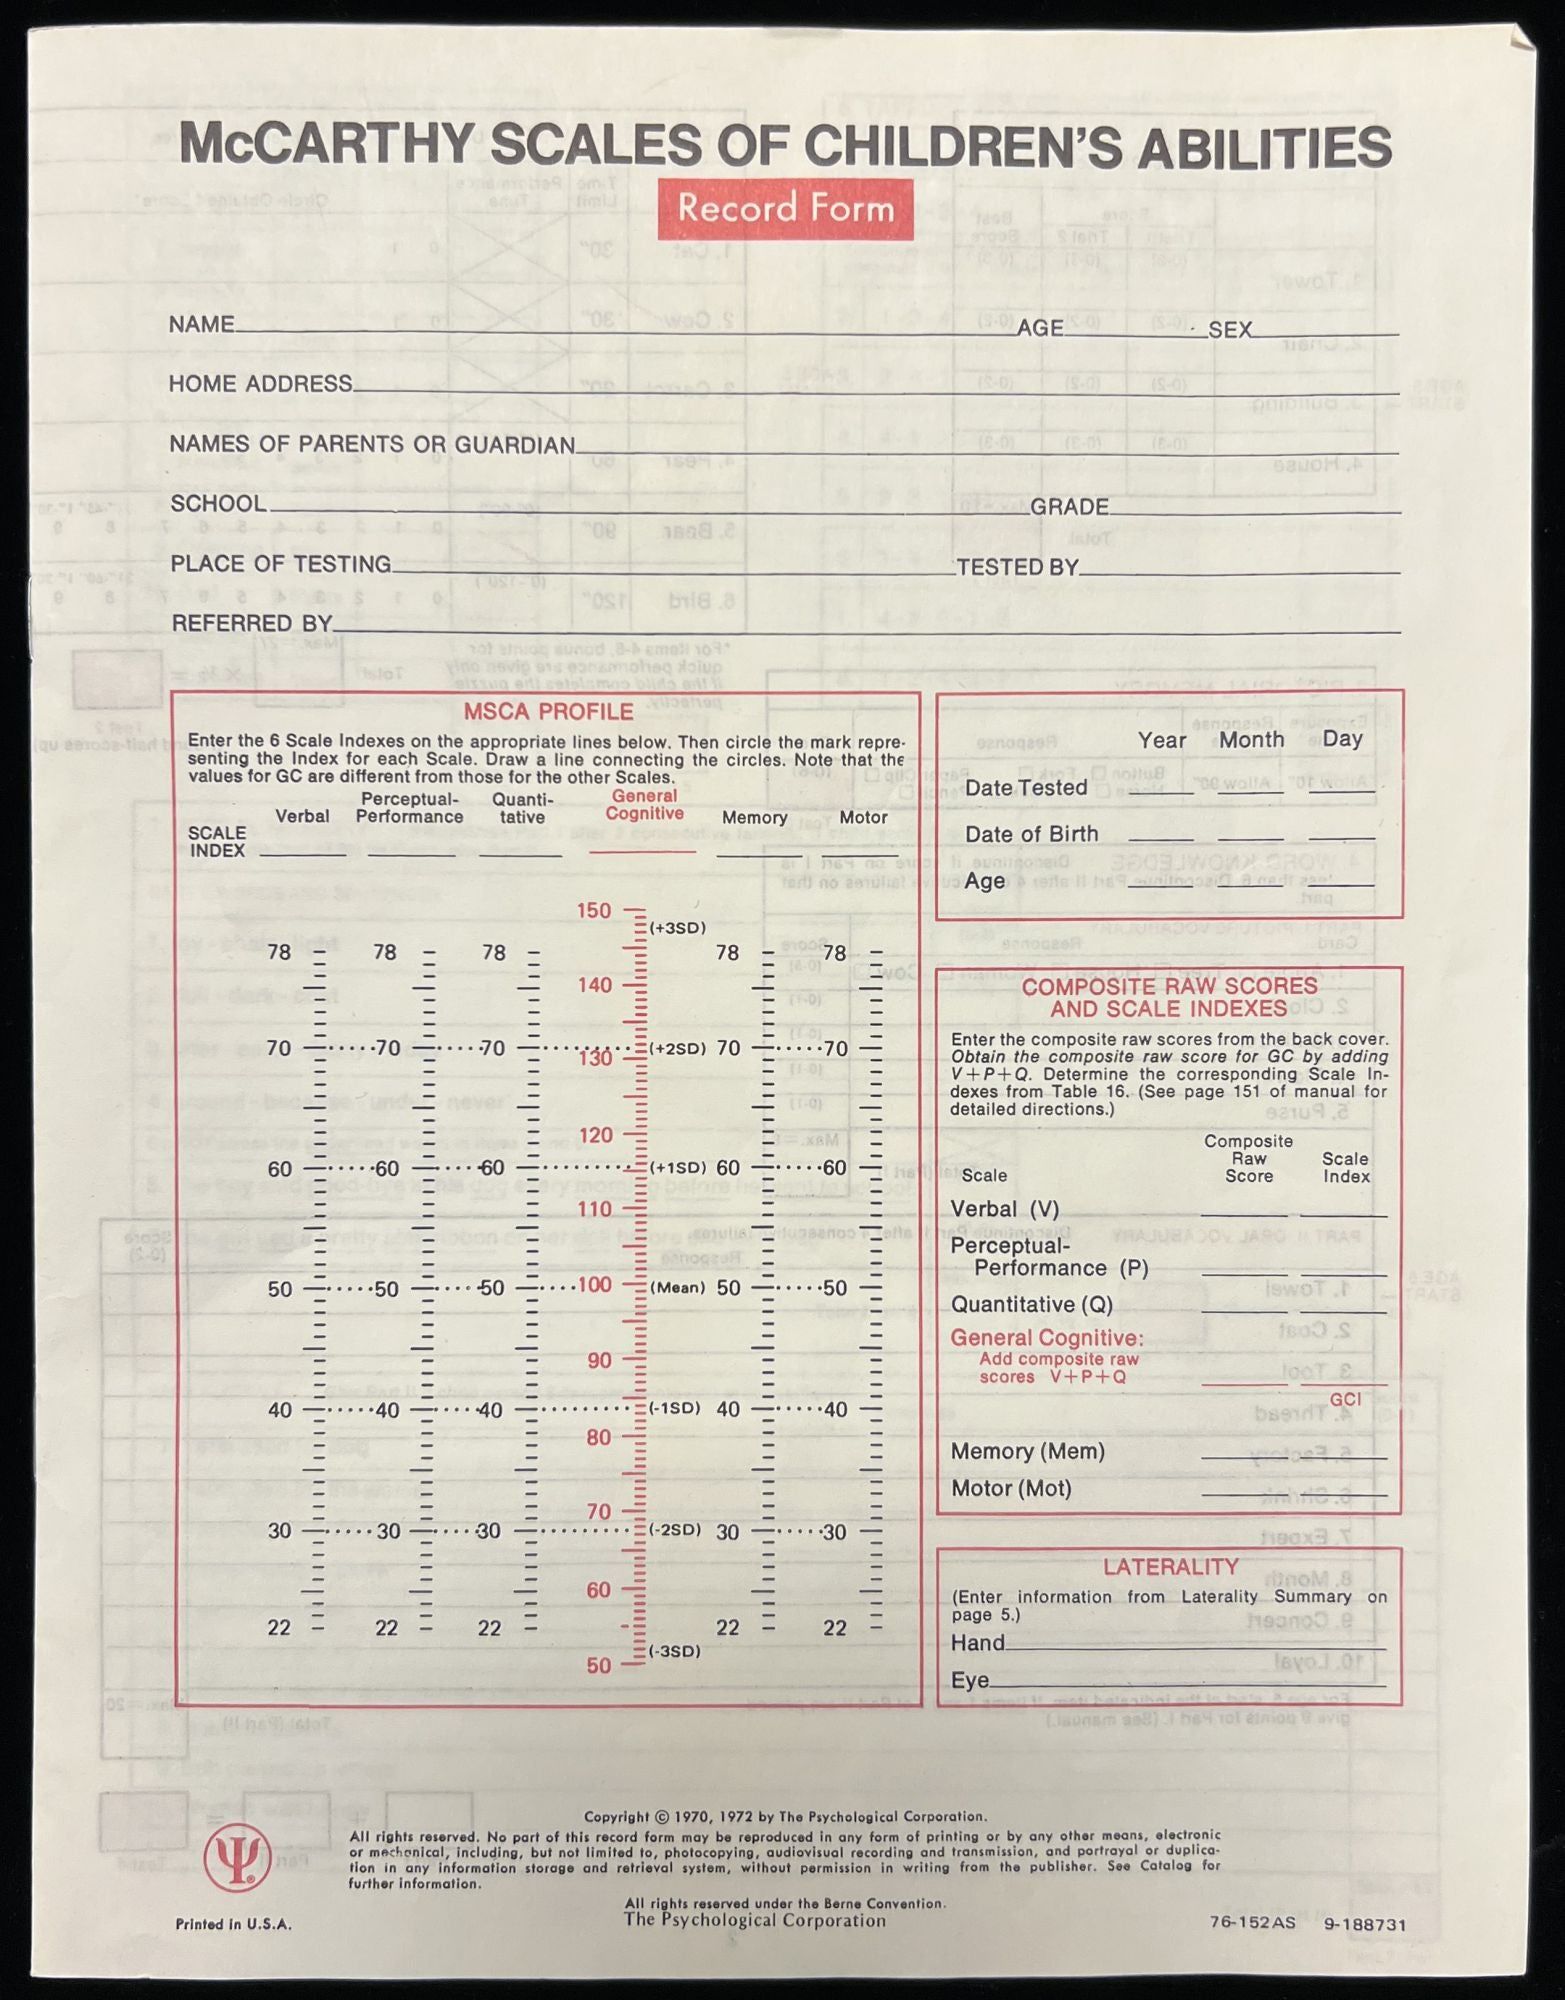 McCARTHY SCALES OF CHILDREN'S ABILITIES
Record Form
NAME AGE SEX
HOME ADDRESS
NAMES OF PARENTS OR GUARDIAN
SCHOOL GRADE
PLACE OF TESTING TESTED BY
REFERRED BY
MSCA PROFILE
Enter the 6 Scale Indexes on the appropriate lines below. Then circle the mark repre-
senting the Index for each Scale. Draw a line connecting the circles. Note that the
values for GC are different from those for the other Scales.
SCALE
INDEX
Verbal
Perceptual-
Performance
Quanti-
tative
General
Cognitive
Memory
Motor
150 (+3SD)
78 78 78 78 78
140
70 70 70 130 (+2SD) 70 70
120
60 60 60 (+1SD) 60 60
110
50 50 50 100 (Mean) 50 50
90
40 40 40 (-1SD) 40 40
80
70
30 30 30 (-2SD) 30 30
60
22 22 22 22 22
(-3SD)
50
Year Month Day
Date Tested
Date of Birth
Age
COMPOSITE RAW SCORES
AND SCALE INDEXES
Enter the composite raw scores from the back cover.
Obtain the composite raw score for GC by adding
V+P+Q. Determine the corresponding Scale In-
dexes from Table 16. (See page 151 of manual for
detailed directions.)
Scale
Composite
Raw
Score
Scale
Index
Verbal (V)
Perceptual-
Performance (P)
Quantitative (Q)
General Cognitive:
Add composite raw
scores V+P+Q
GCI
Memory (Mem)
Motor (Mot)
LATERALITY
(Enter information from Laterality Summary on
page 5.)
Hand
Eye
Copyright © 1970, 1972 by The Psychological Corporation.
All rights reserved. No part of this record form may be reproduced in any form of printing or by any other means, electronic
or mechanical, including, but not limited to, photocopying, audiovisual recording and transmission, and portrayal or duplica-
tion in any information storage and retrieval system, without permission in writing from the publisher. See Catalog for
further information.
All rights reserved under the Berne Convention.
The Psychological Corporation
Printed in U.S.A.
76-152AS 9-188731